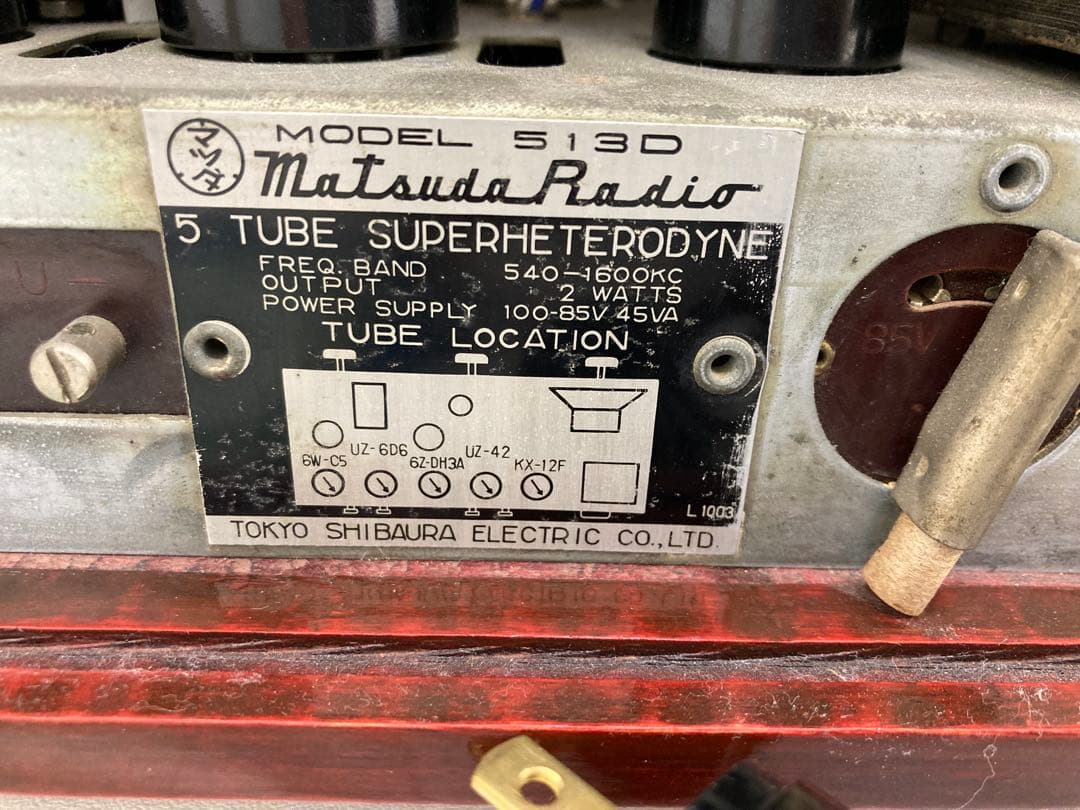 マツダ
MODEL 513D
Matsuda Radio
5 TUBE SUPERHETERODYNE
FREQ. BAND 540-1600KC
OUTPUT 2 WATTS
POWER SUPPLY 100-85V 45VA
TUBE LOCATION
UZ-6D6 UZ-42
6W-C5 6Z-DH3A KX-12F
L 1003
TOKYO SHIBAURA ELECTRIC CO., LTD.
85V
U -